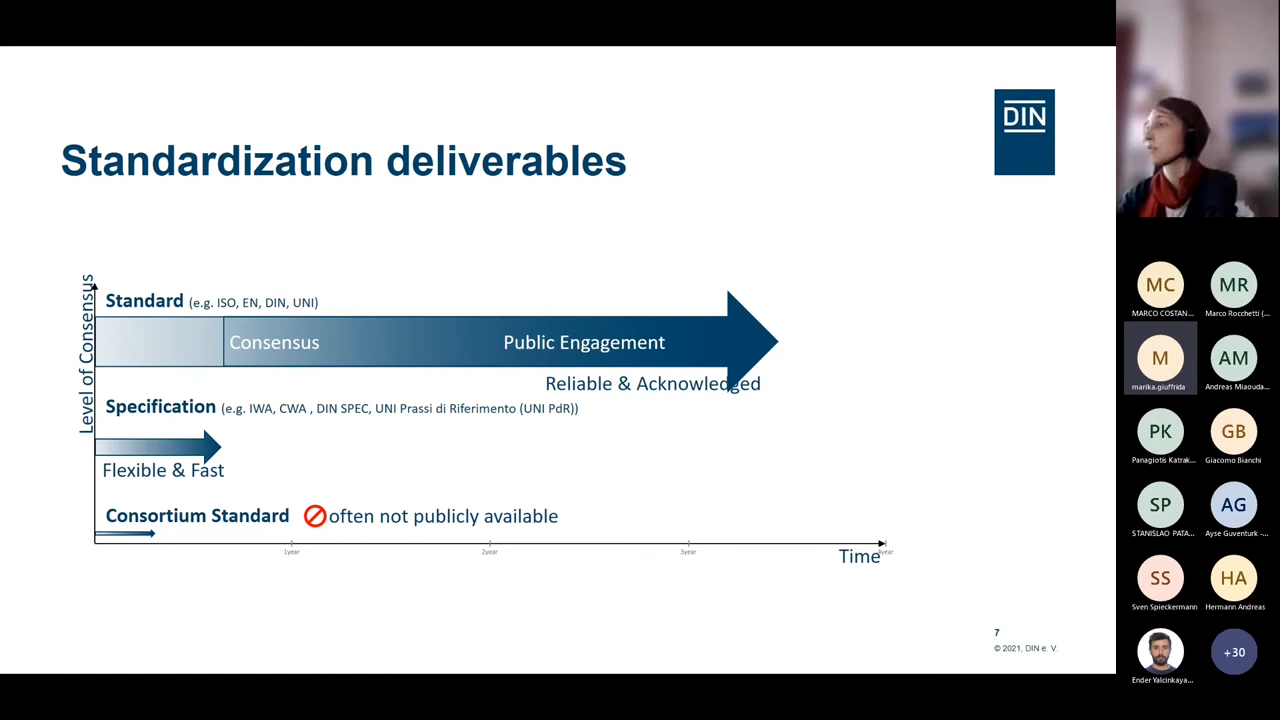 DIN
Standardization deliverables
Level of Consensus
Standard (e.g. ISO, EN, DIN, UNI)
Consensus
Public Engagement
Reliable & Acknowledged
Specification (e.g. IWA, CWA , DIN SPEC, UNI Prassi di Riferimento (UNI PdR))
Flexible & Fast
Consortium Standard often not publicly available
1year
2year
3year
4year
Time
7
© 2021, DIN e. V.
MC
MR
MARCO COSTAN...
Marco Rocchetti (...
M
AM
marika.giuffrida
Andreas Miaouda...
PK
GB
Panagiotis Katrak...
Giacomo Bianchi
SP
AG
STANISLAO PATA...
Ayse Guventurk -...
SS
HA
Sven Spieckermann
Hermann Andreas
+30
Ender Yalcinkaya...